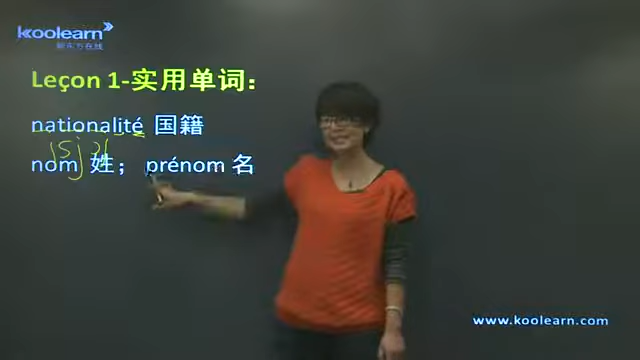 koolearn
新东方在线
Leçon 1-实用单词：
nationalité 国籍
[sj
nom 姓； prénom 名
www.koolearn.com